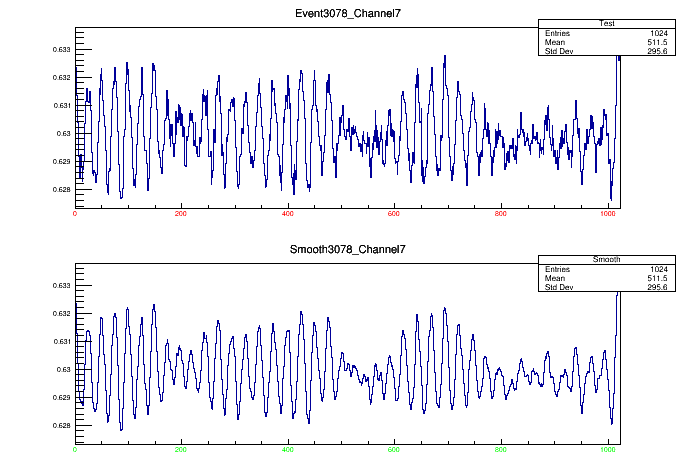 Event3078_Channel7
Test
Entries 1024
Mean 511.5
Std Dev 295.6
0.633
0.632
0.631
0.63
0.629
0.628
0 200 400 600 800 1000
Smooth3078_Channel7
Smooth
Entries 1024
Mean 511.5
Std Dev 295.6
0.633
0.632
0.631
0.63
0.629
0.628
0 200 400 600 800 1000